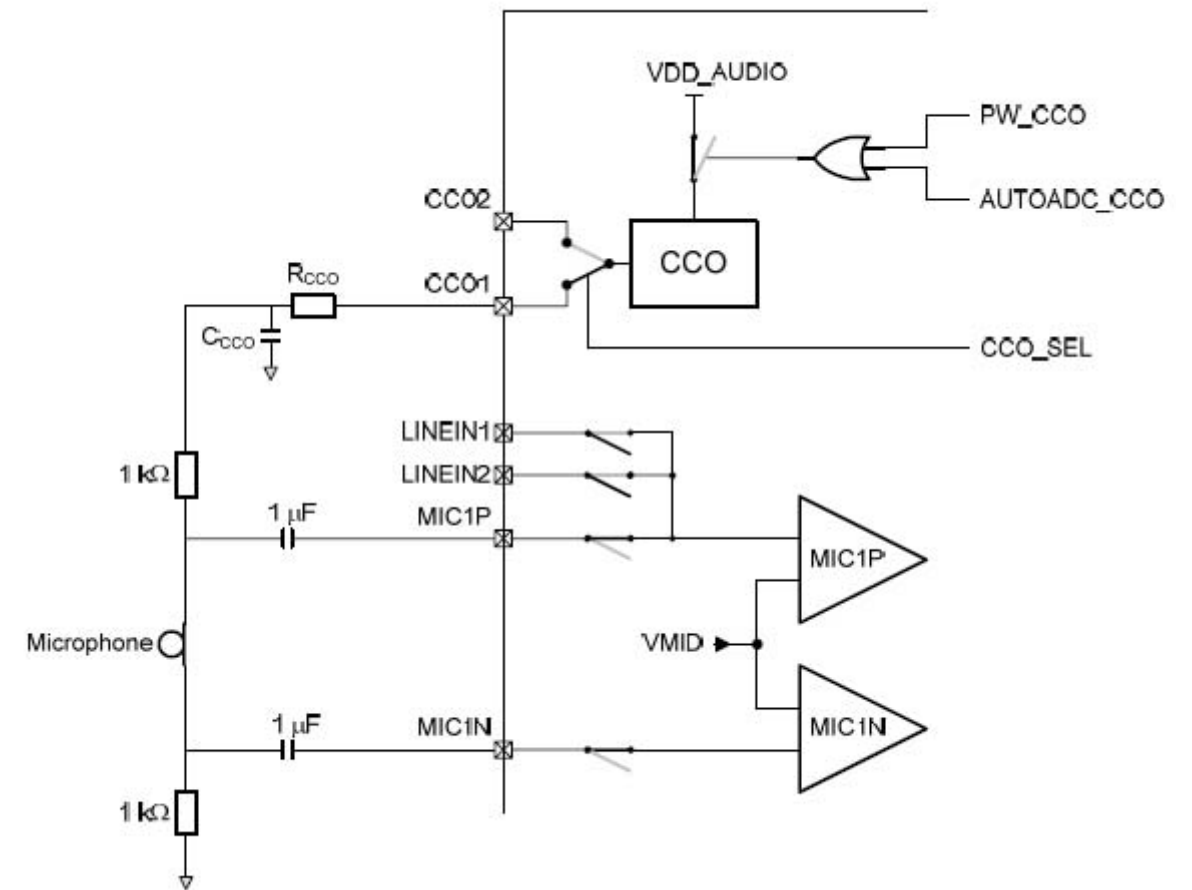 VDD_AUDIO
PW_CCO
AUTOADC_CCO
CCO2
CCO
RCCO
CCO1
CCCO
CCO_SEL
LINEIN1
LINEIN2
1 kΩ
1 μF
MIC1P
MIC1P
Microphone
VMID
1 μF
MIC1N
MIC1N
1 kΩ